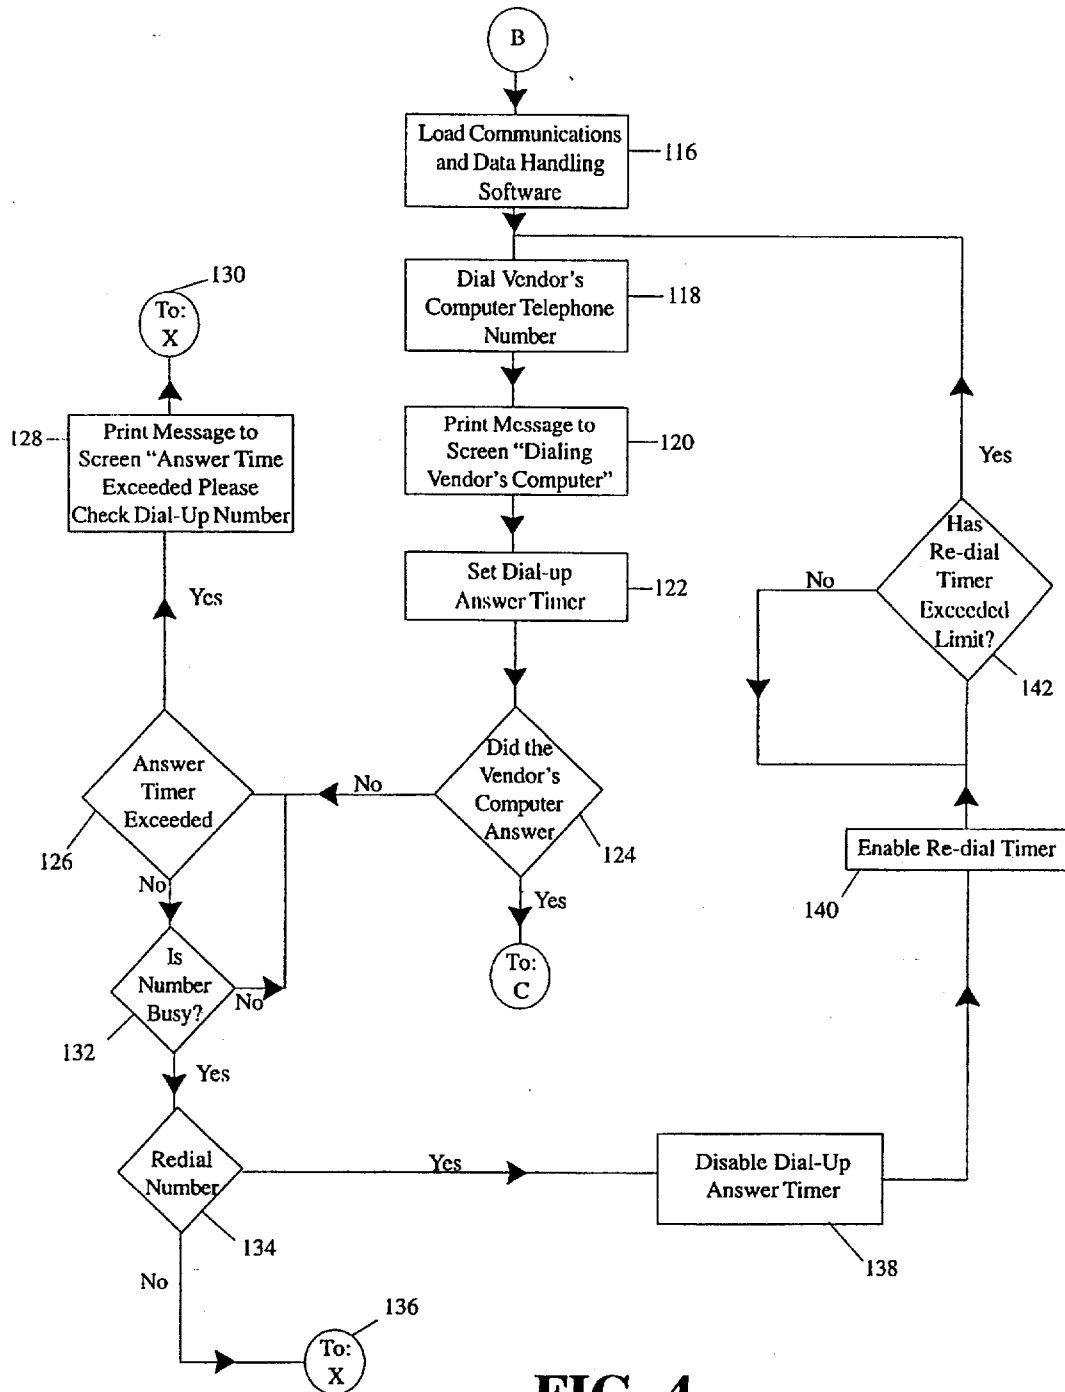 B
Load Communications
and Data Handling
Software
116
Dial Vendor's
Computer Telephone
Number
118
130
To:
X
128
Print Message to
Screen “Answer Time
Exceeded Please
Check Dial-Up Number
Print Message to
Screen “Dialing
Vendor's Computer”
120
Yes
Has
Re-dial
Timer
Exceeded
Limit?
No
142
Set Dial-up
Answer Timer
122
Yes
Answer
Timer
Exceeded
126
No
Did the
Vendor's
Computer
Answer
124
No
Yes
To:
C
Enable Re-dial Timer
140
Is
Number
Busy?
No
132
Yes
Redial
Number
134
Yes
Disable Dial-Up
Answer Timer
138
No
136
To:
X
FIG. 4